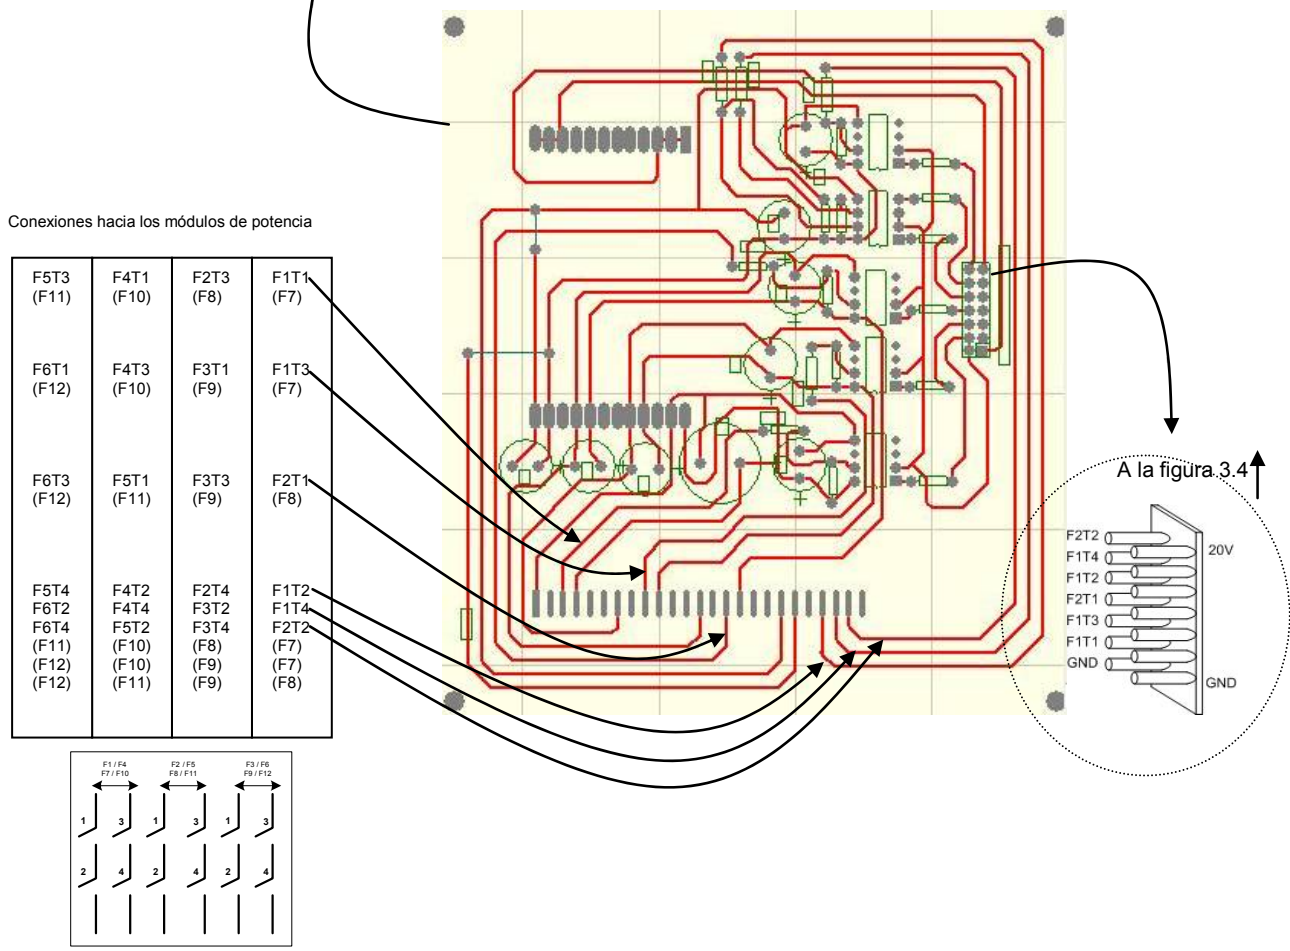 Conexiones hacia los módulos de potencia
F5T3 F4T1 F2T3 F1T1
(F11) (F10) (F8) (F7)
F6T1 F4T3 F3T1 F1T3
(F12) (F10) (F9) (F7)
F6T3 F5T1 F3T3 F2T1
(F12) (F11) (F9) (F8)
F5T4 F4T2 F2T4 F1T2
F6T2 F4T4 F3T2 F1T4
F6T4 F5T2 F3T4 F2T2
(F11) (F10) (F8) (F7)
(F12) (F10) (F9) (F7)
(F12) (F11) (F9) (F8)
F1 / F4 F2 / F5 F3 / F6
F7 / F10 F8 / F11 F9 / F12
1 3 1 3 1 3
2 4 2 4 2 4
A la figura 3.4
F2T2
20V
F1T4
F1T2
F2T1
F1T3
F1T1
GND
GND